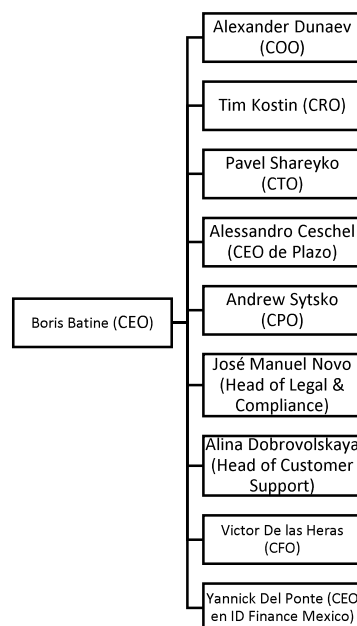 Alexander Dunaev
(COO)
Tim Kostin (CRO)
Pavel Shareyko
(CTO)
Alessandro Ceschel
(CEO de Plazo)
Boris Batine (CEO)
Andrew Sytsko
(CPO)
José Manuel Novo
(Head of Legal &
Compliance)
Alina Dobrovolskaya
(Head of Customer
Support)
Victor De las Heras
(CFO)
Yannick Del Ponte (CEO
en ID Finance Mexico)